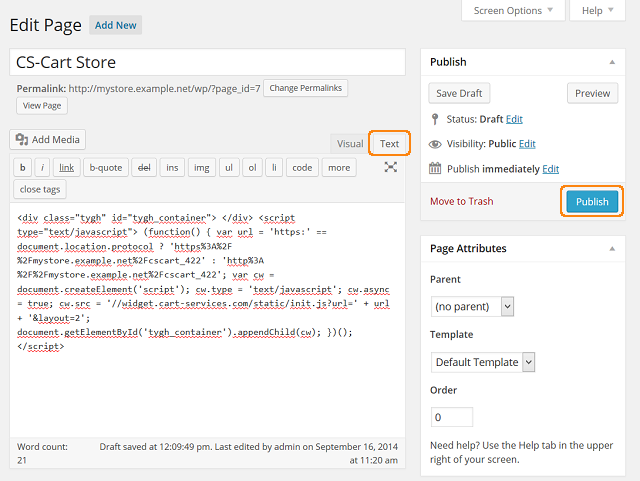 Screen Options
Help
Edit Page
Add New
CS-Cart Store
Permalink: http://mystore.example.net/wp/?page_id=7 Change Permalinks
View Page
Add Media
Visual
Text
b
i
link
b-quote
del
ins
img
ul
ol
li
code
more
close tags
<div class="tygh" id="tygh_container"> </div> <script
type="text/javascript"> (function() { var url = 'https:' ==
document.location.protocol ? 'https%3A%2F
%2Fmystore.example.net%2Fcscart_422' : 'http%3A
%2F%2Fmystore.example.net%2Fcscart_422'; var cw =
document.createElement('script'); cw.type = 'text/javascript'; cw.async
= true; cw.src = '//widget.cart-services.com/static/init.js?url=' + url
+ '&layout=2';
document.getElementById('tygh_container').appendChild(cw); })();
</script>
Word count:
21
Draft saved at 12:09:49 pm. Last edited by admin on September 16, 2014
at 11:20 am
Publish
Save Draft
Preview
Status: Draft Edit
Visibility: Public Edit
Publish immediately Edit
Move to Trash
Publish
Page Attributes
Parent
(no parent)
Template
Default Template
Order
0
Need help? Use the Help tab in the upper
right of your screen.